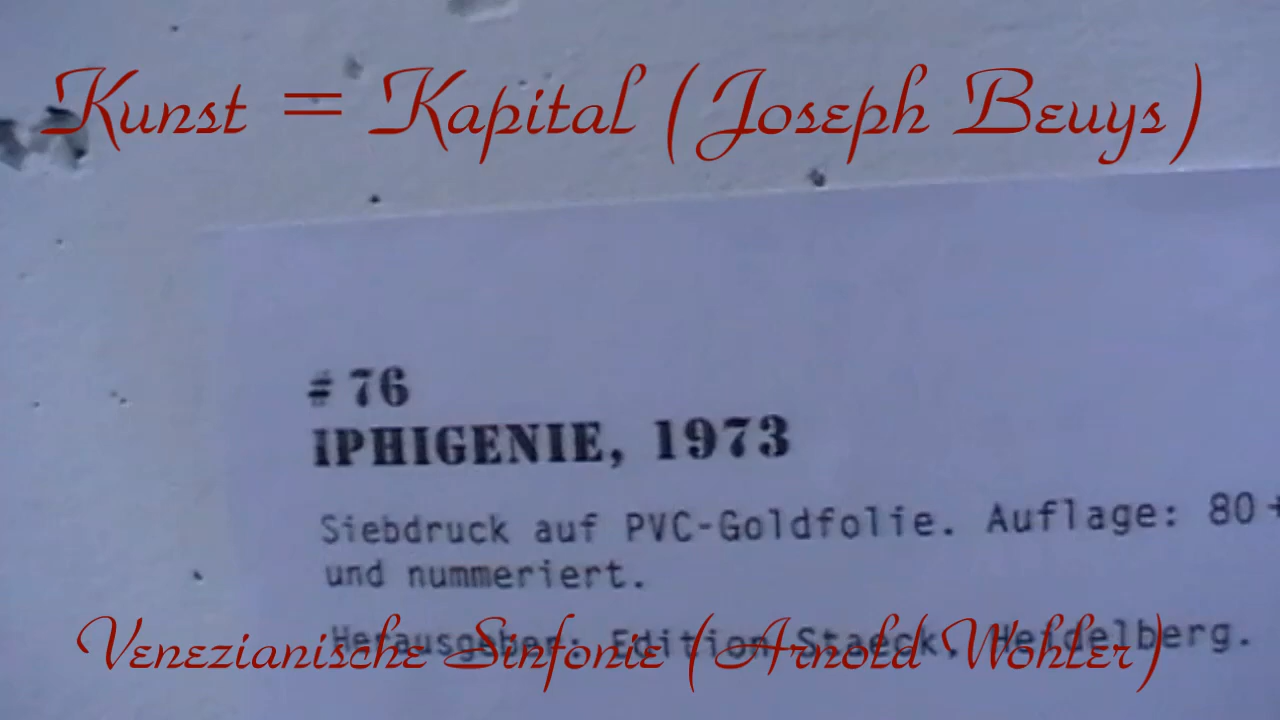 Kunst = Kapital (Joseph Beuys)
# 76
IPHIGENIE, 1973
Siebdruck auf PVC-Goldfolie. Auflage: 80 +
und nummeriert.
Herausgeber: Edition Staeck, Heidelberg.
Venezianische Sinfonie (Arnold Wohler)